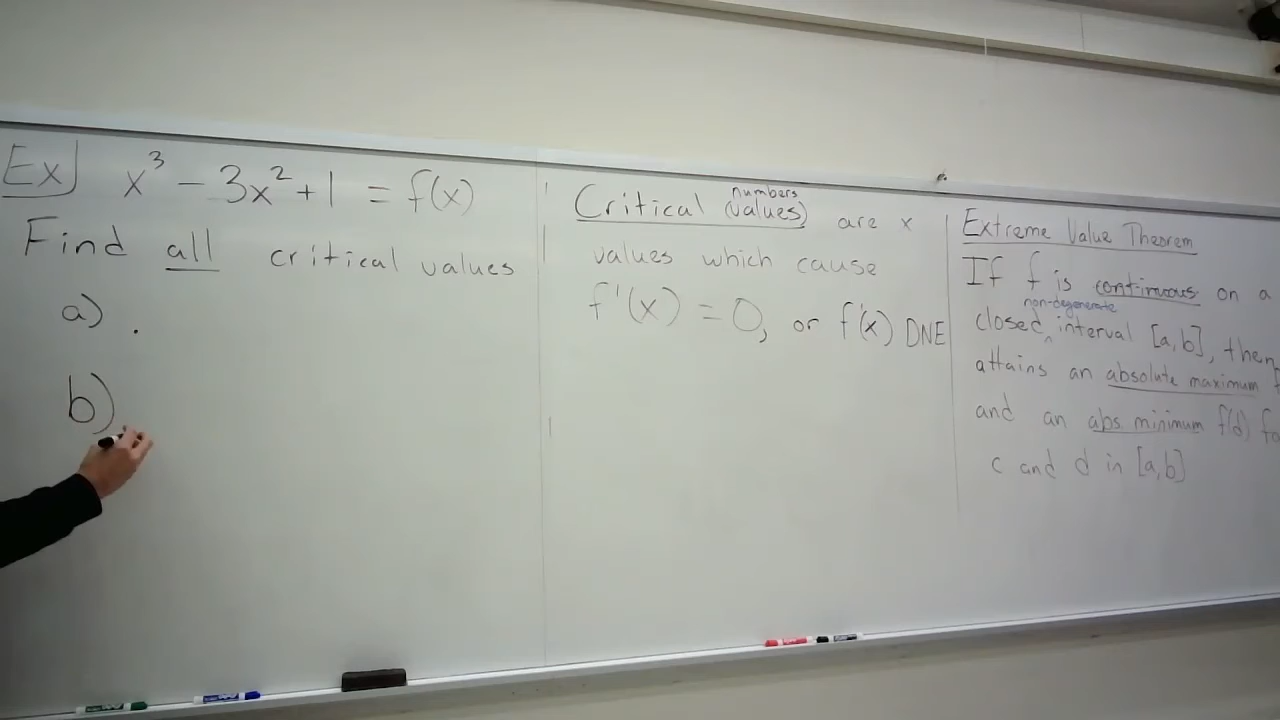 Ex] x³ - 3x² + 1 = f(x)
Find all critical values
a) .
b)
numbers
Critical (values) are x
values which cause
f'(x) = 0, or f'(x) DNE
Extreme Value Theorem
If f is continuous on a
non-degenerate
closed ^ interval [a,b], then
attains an absolute maximum
and an abs minimum f(d)
c and d in [a,b]